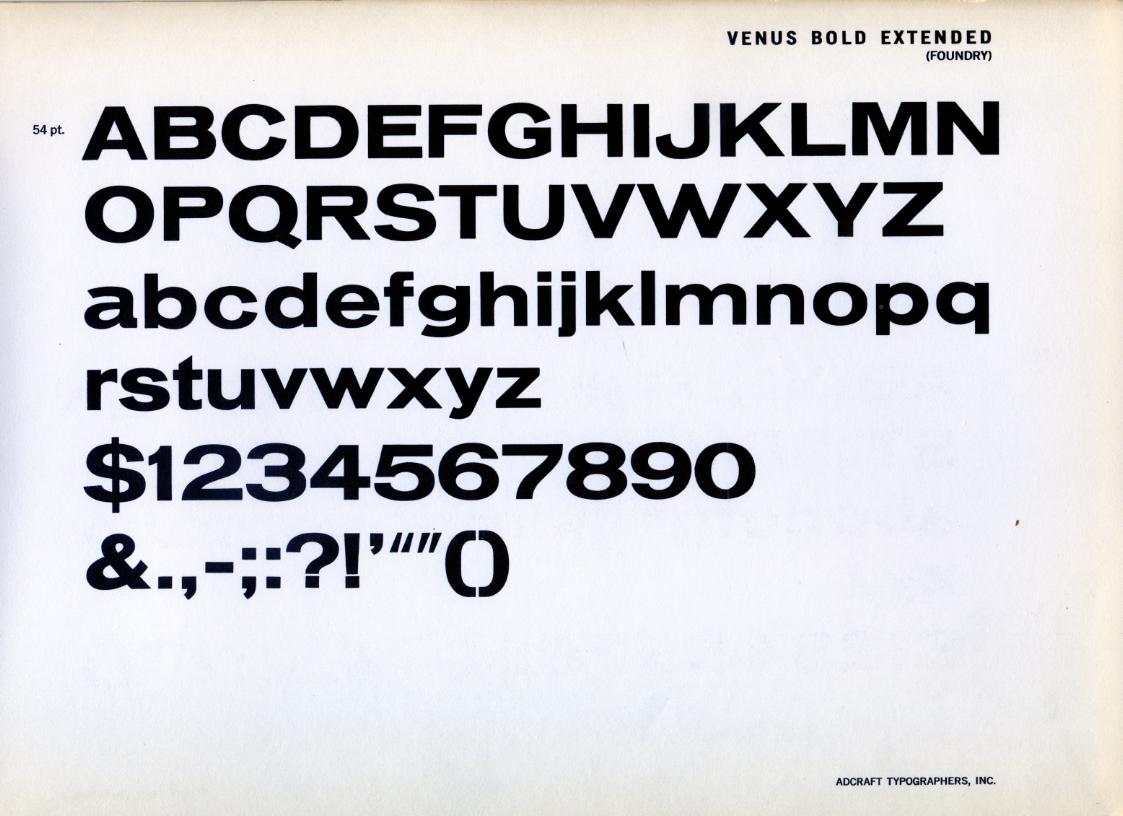 VENUS BOLD EXTENDED
(FOUNDRY)
54 pt.
ABCDEFGHIJKLMN
OPQRSTUVWXYZ
abcdefghijklmnopq
rstuvwxyz
$1234567890
&.,-;:?!’“”()
ADCRAFT TYPOGRAPHERS, INC.